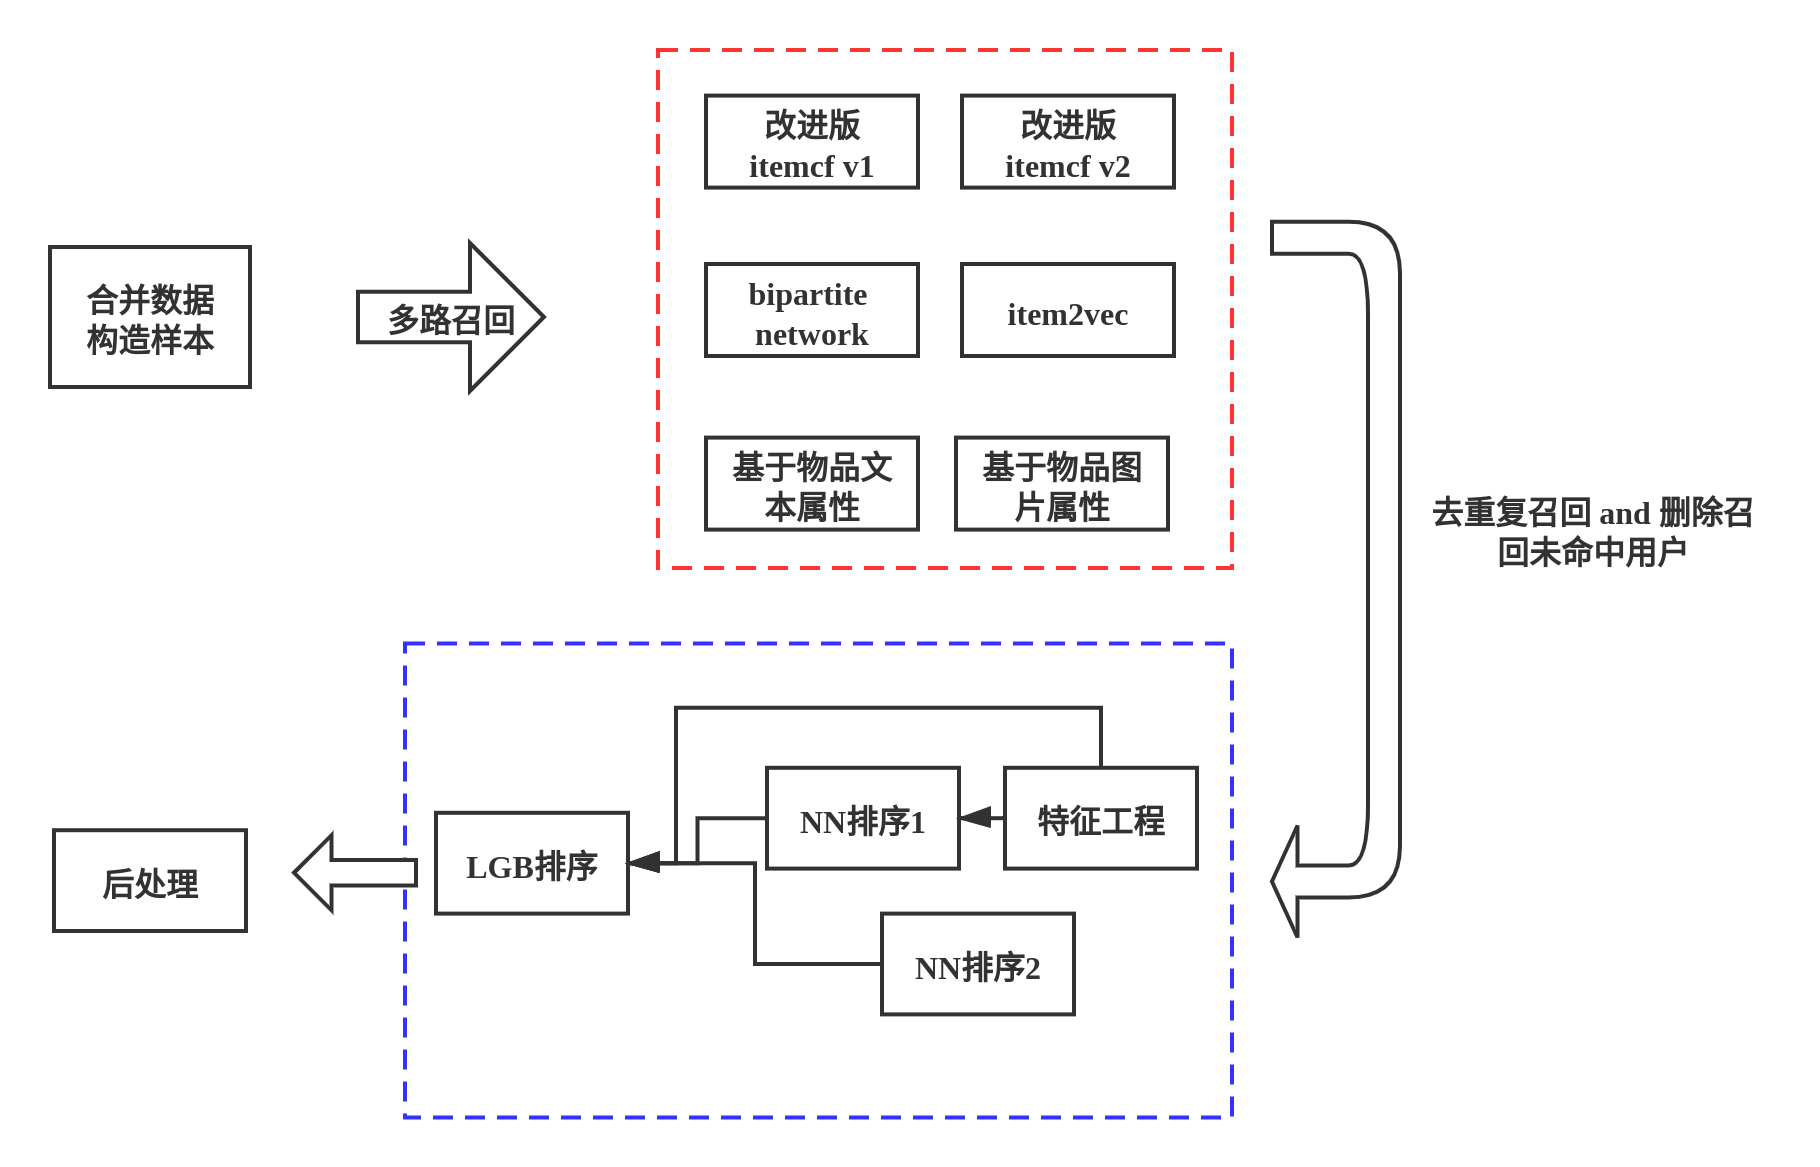 合并数据
构造样本
多路召回
改进版
itemcf v1
改进版
itemcf v2
bipartite
network
item2vec
基于物品文
本属性
基于物品图
片属性
去重复召回 and 删除召
回未命中用户
特征工程
NN排序1
NN排序2
LGB排序
后处理